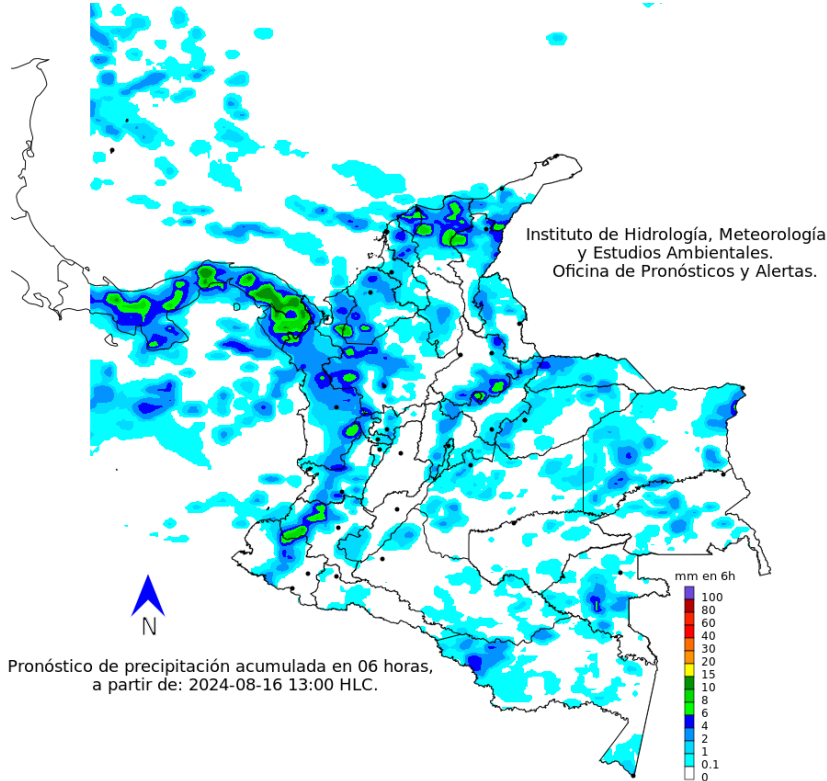 Instituto de Hidrología, Meteorología
y Estudios Ambientales.
Oficina de Pronósticos y Alertas.
mm en 6h
100
80
60
40
30
20
15
10
8
6
4
2
1
0.1
0
N
Pronóstico de precipitación acumulada en 06 horas,
a partir de: 2024-08-16 13:00 HLC.